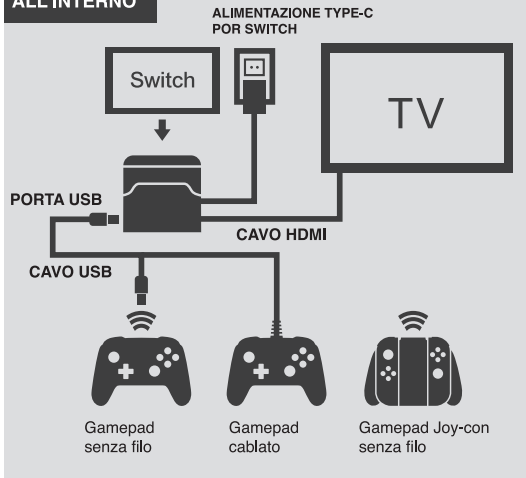 ALL'INTERNO
ALIMENTAZIONE TYPE-C
POR SWITCH
Switch
TV
PORTA USB
CAVO HDMI
CAVO USB
Gamepad
senza filo
Gamepad
cablato
Gamepad Joy-con
senza filo